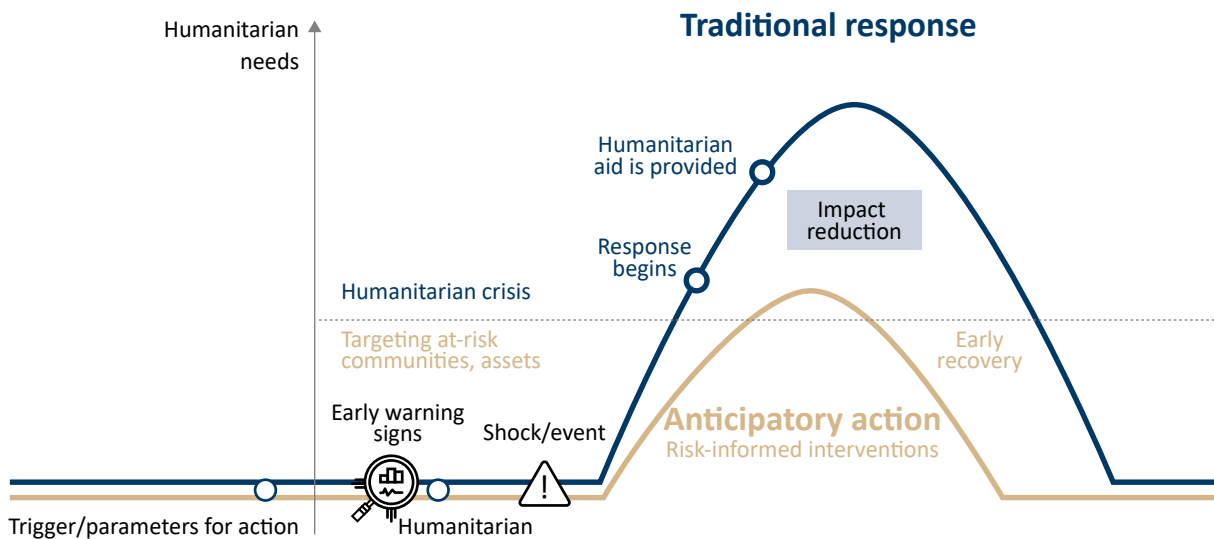 Humanitarian
needs
Traditional response
Humanitarian
aid is provided
Impact
reduction
Response
begins
Humanitarian crisis
Targeting at-risk
communities, assets
Early
recovery
Early warning
signs
Shock/event
Anticipatory action
Risk-informed interventions
Trigger/parameters for action
Humanitarian